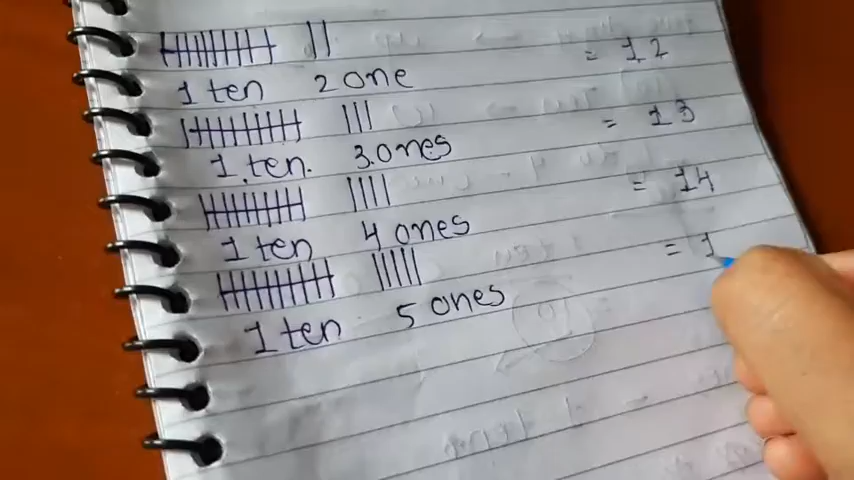 = 12
1 ten 2 one
= 13
1 ten. 3.ones
= 14
1 ten 4 ones
= 1
1 ten 5 ones